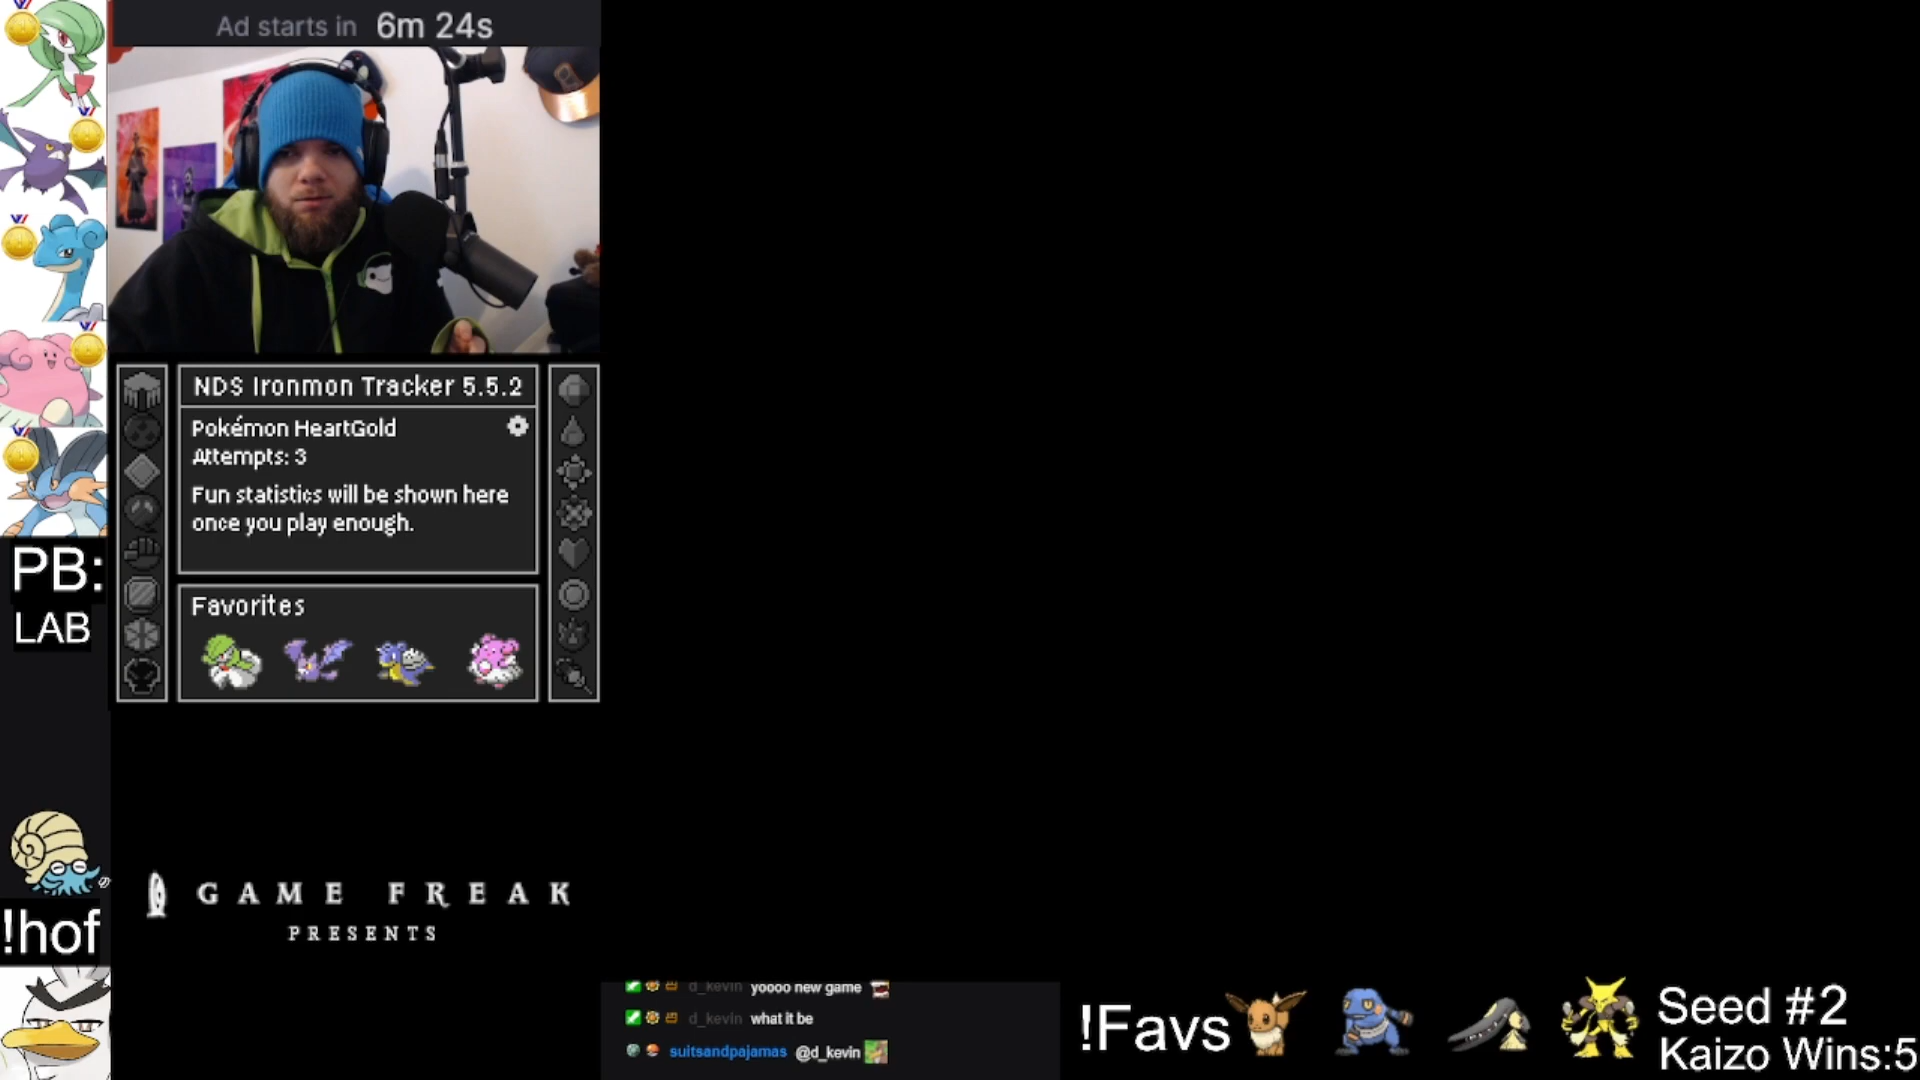 Ad starts in 6m 24s
NDS Ironmon Tracker 5.5.2
Pokémon HeartGold
Attempts: 3
Fun statistics will be shown here
once you play enough.
Favorites
PB:
LAB
!hof
GAME FREAK
PRESENTS
d_kevin yoooo new game
d_kevin what it be
suitsandpajamas @d_kevin
!Favs
Seed #2
Kaizo Wins:5